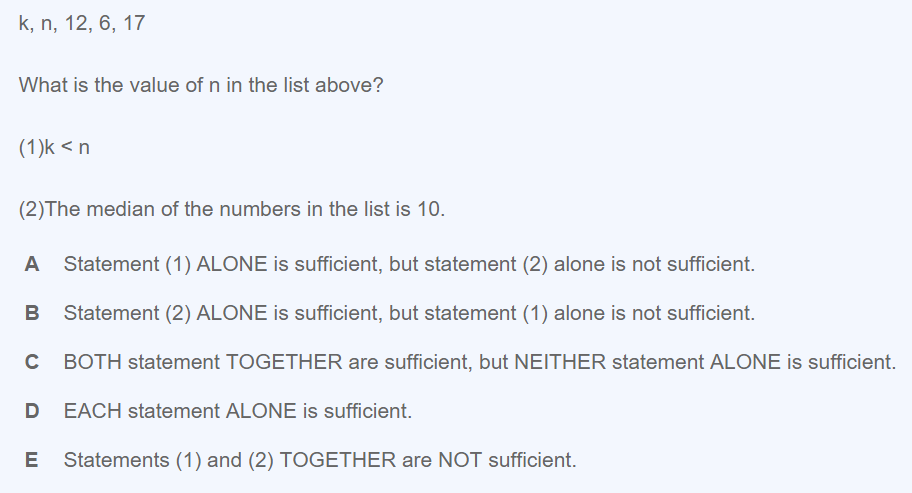 k, n, 12, 6, 17
What is the value of n in the list above?
(1)k < n
(2)The median of the numbers in the list is 10.
A Statement (1) ALONE is sufficient, but statement (2) alone is not sufficient.
B Statement (2) ALONE is sufficient, but statement (1) alone is not sufficient.
C BOTH statement TOGETHER are sufficient, but NEITHER statement ALONE is sufficient.
D EACH statement ALONE is sufficient.
E Statements (1) and (2) TOGETHER are NOT sufficient.